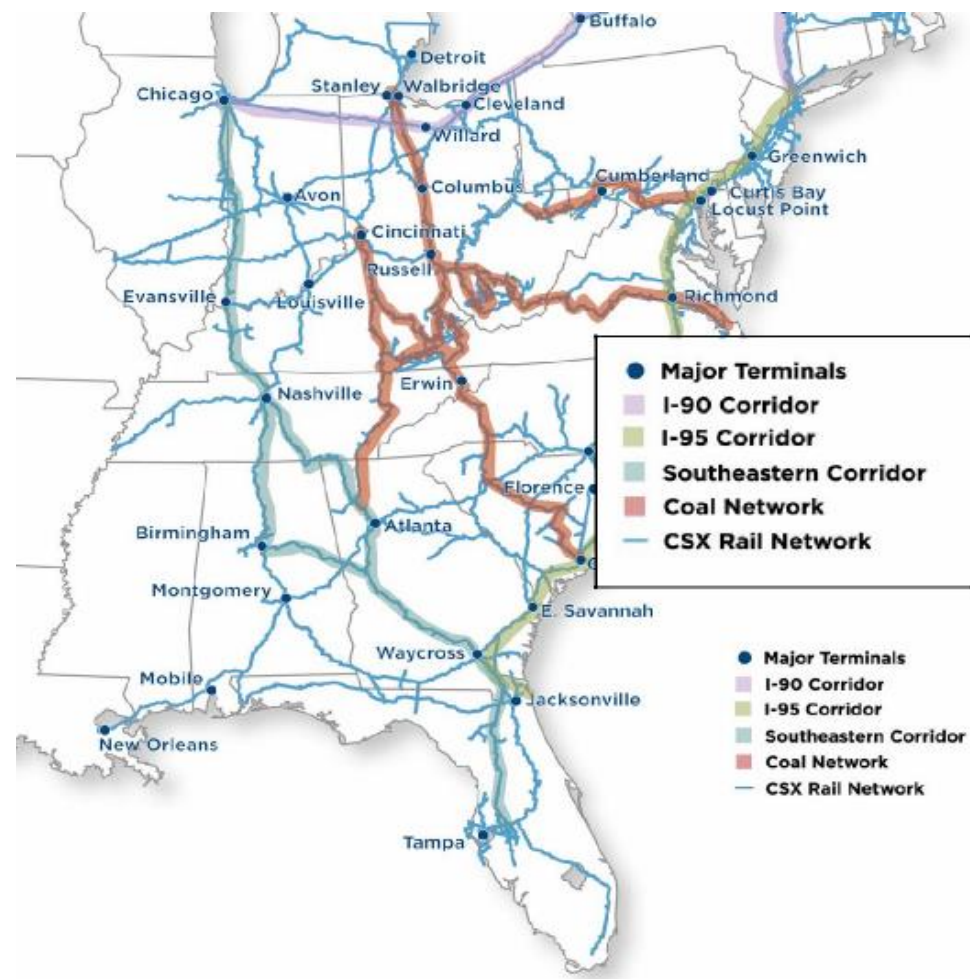 Buffalo
Detroit
Stanley
Walbridge
Chicago
Cleveland
Willard
Greenwich
Cumberland
Columbus
Avon
Curtis Bay
Locust Point
Cincinnati
Russell
Evansville
Louisville
Richmond
Erwin
Nashville
Florence
Atlanta
Birmingham
Montgomery
E. Savannah
Waycross
Mobile
Jacksonville
New Orleans
Tampa
Major Terminals
I-90 Corridor
I-95 Corridor
Southeastern Corridor
Coal Network
CSX Rail Network
Major Terminals
I-90 Corridor
I-95 Corridor
Southeastern Corridor
Coal Network
CSX Rail Network